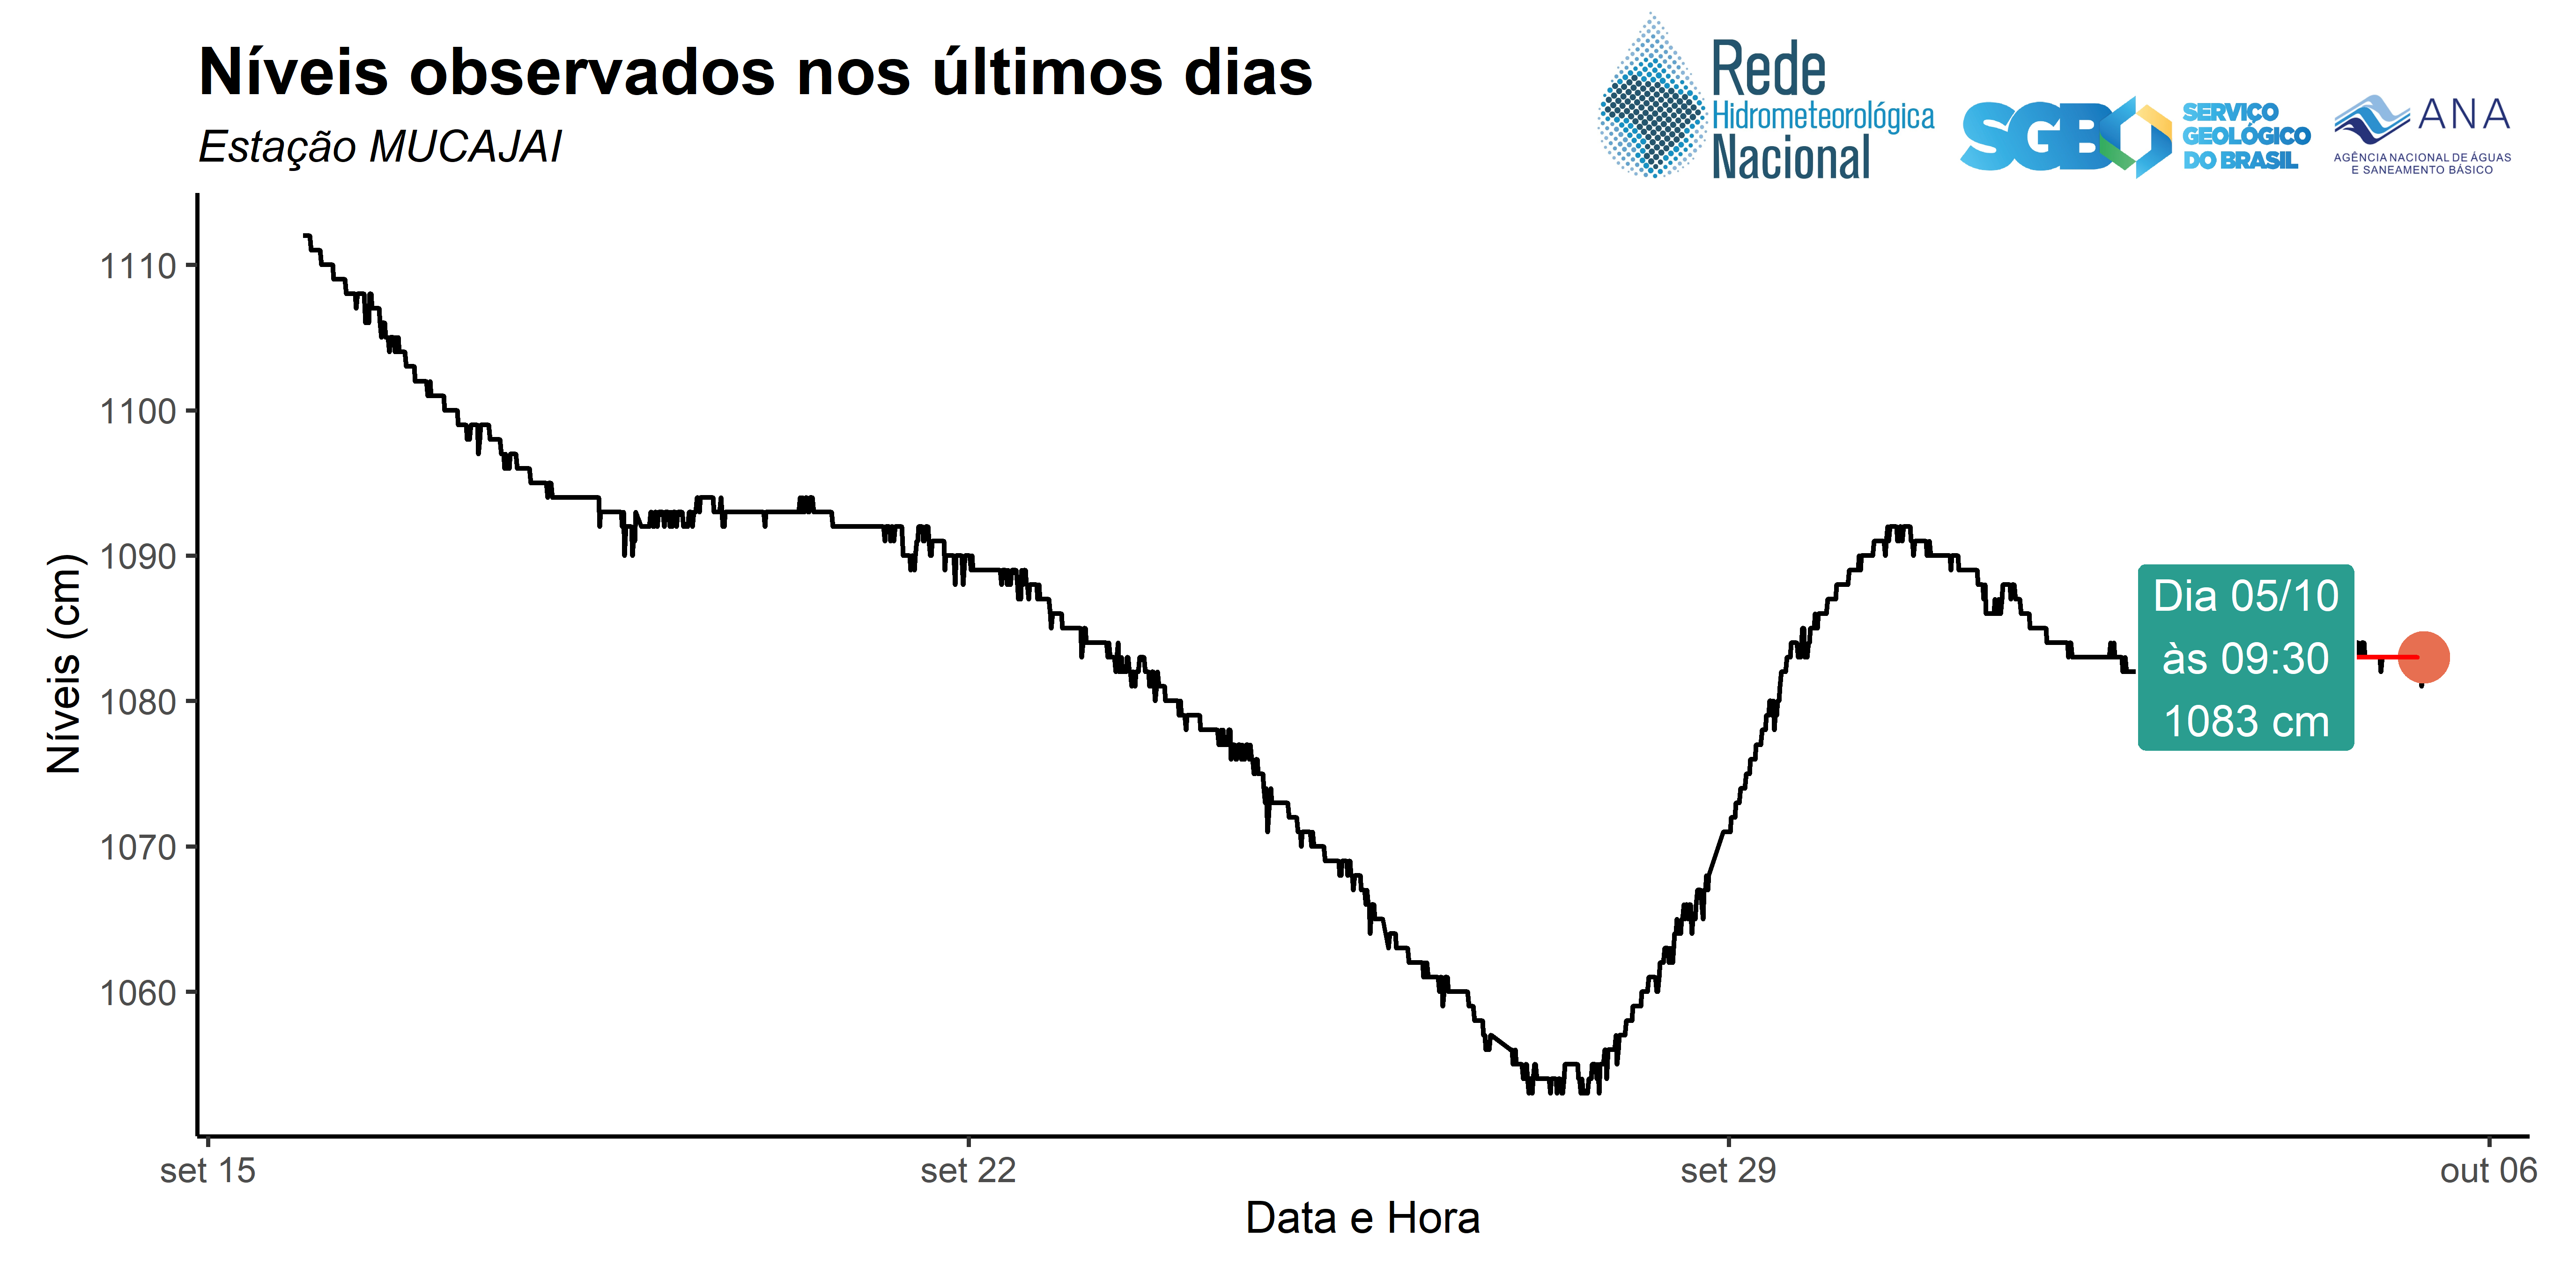 Níveis observados nos últimos dias
Estação MUCAJAI
Rede
Hidrometeorológica
Nacional
SGB
SERVIÇO
GEOLÓGICO
DO BRASIL
ANA
AGÊNCIA NACIONAL DE ÁGUAS
E SANEAMENTO BÁSICO
Níveis (cm)
1110
1100
1090
1080
1070
1060
Dia 05/10
às 09:30
1083 cm
set 15
set 22
set 29
out 06
Data e Hora